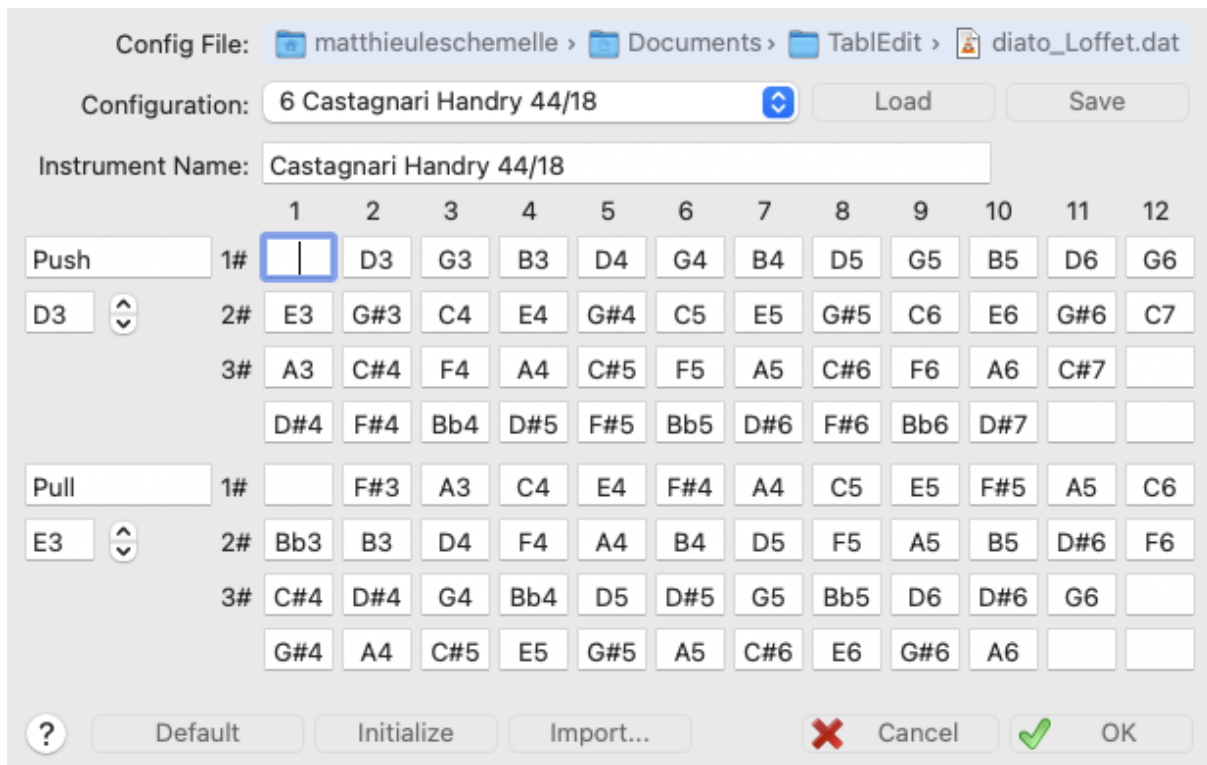 Config File: matthieuleschemelle › Documents › TablEdit › diato_Loffet.dat
Configuration: 6 Castagnari Handry 44/18 Load Save
Instrument Name: Castagnari Handry 44/18
1 2 3 4 5 6 7 8 9 10 11 12
Push 1# D3 G3 B3 D4 G4 B4 D5 G5 B5 D6 G6
D3 2# E3 G#3 C4 E4 G#4 C5 E5 G#5 C6 E6 G#6 C7
3# A3 C#4 F4 A4 C#5 F5 A5 C#6 F6 A6 C#7
D#4 F#4 Bb4 D#5 F#5 Bb5 D#6 F#6 Bb6 D#7
Pull 1# F#3 A3 C4 E4 F#4 A4 C5 E5 F#5 A5 C6
E3 2# Bb3 B3 D4 F4 A4 B4 D5 F5 A5 B5 D#6 F6
3# C#4 D#4 G4 Bb4 D5 D#5 G5 Bb5 D6 D#6 G6
G#4 A4 C#5 E5 G#5 A5 C#6 E6 G#6 A6
? Default Initialize Import... Cancel OK